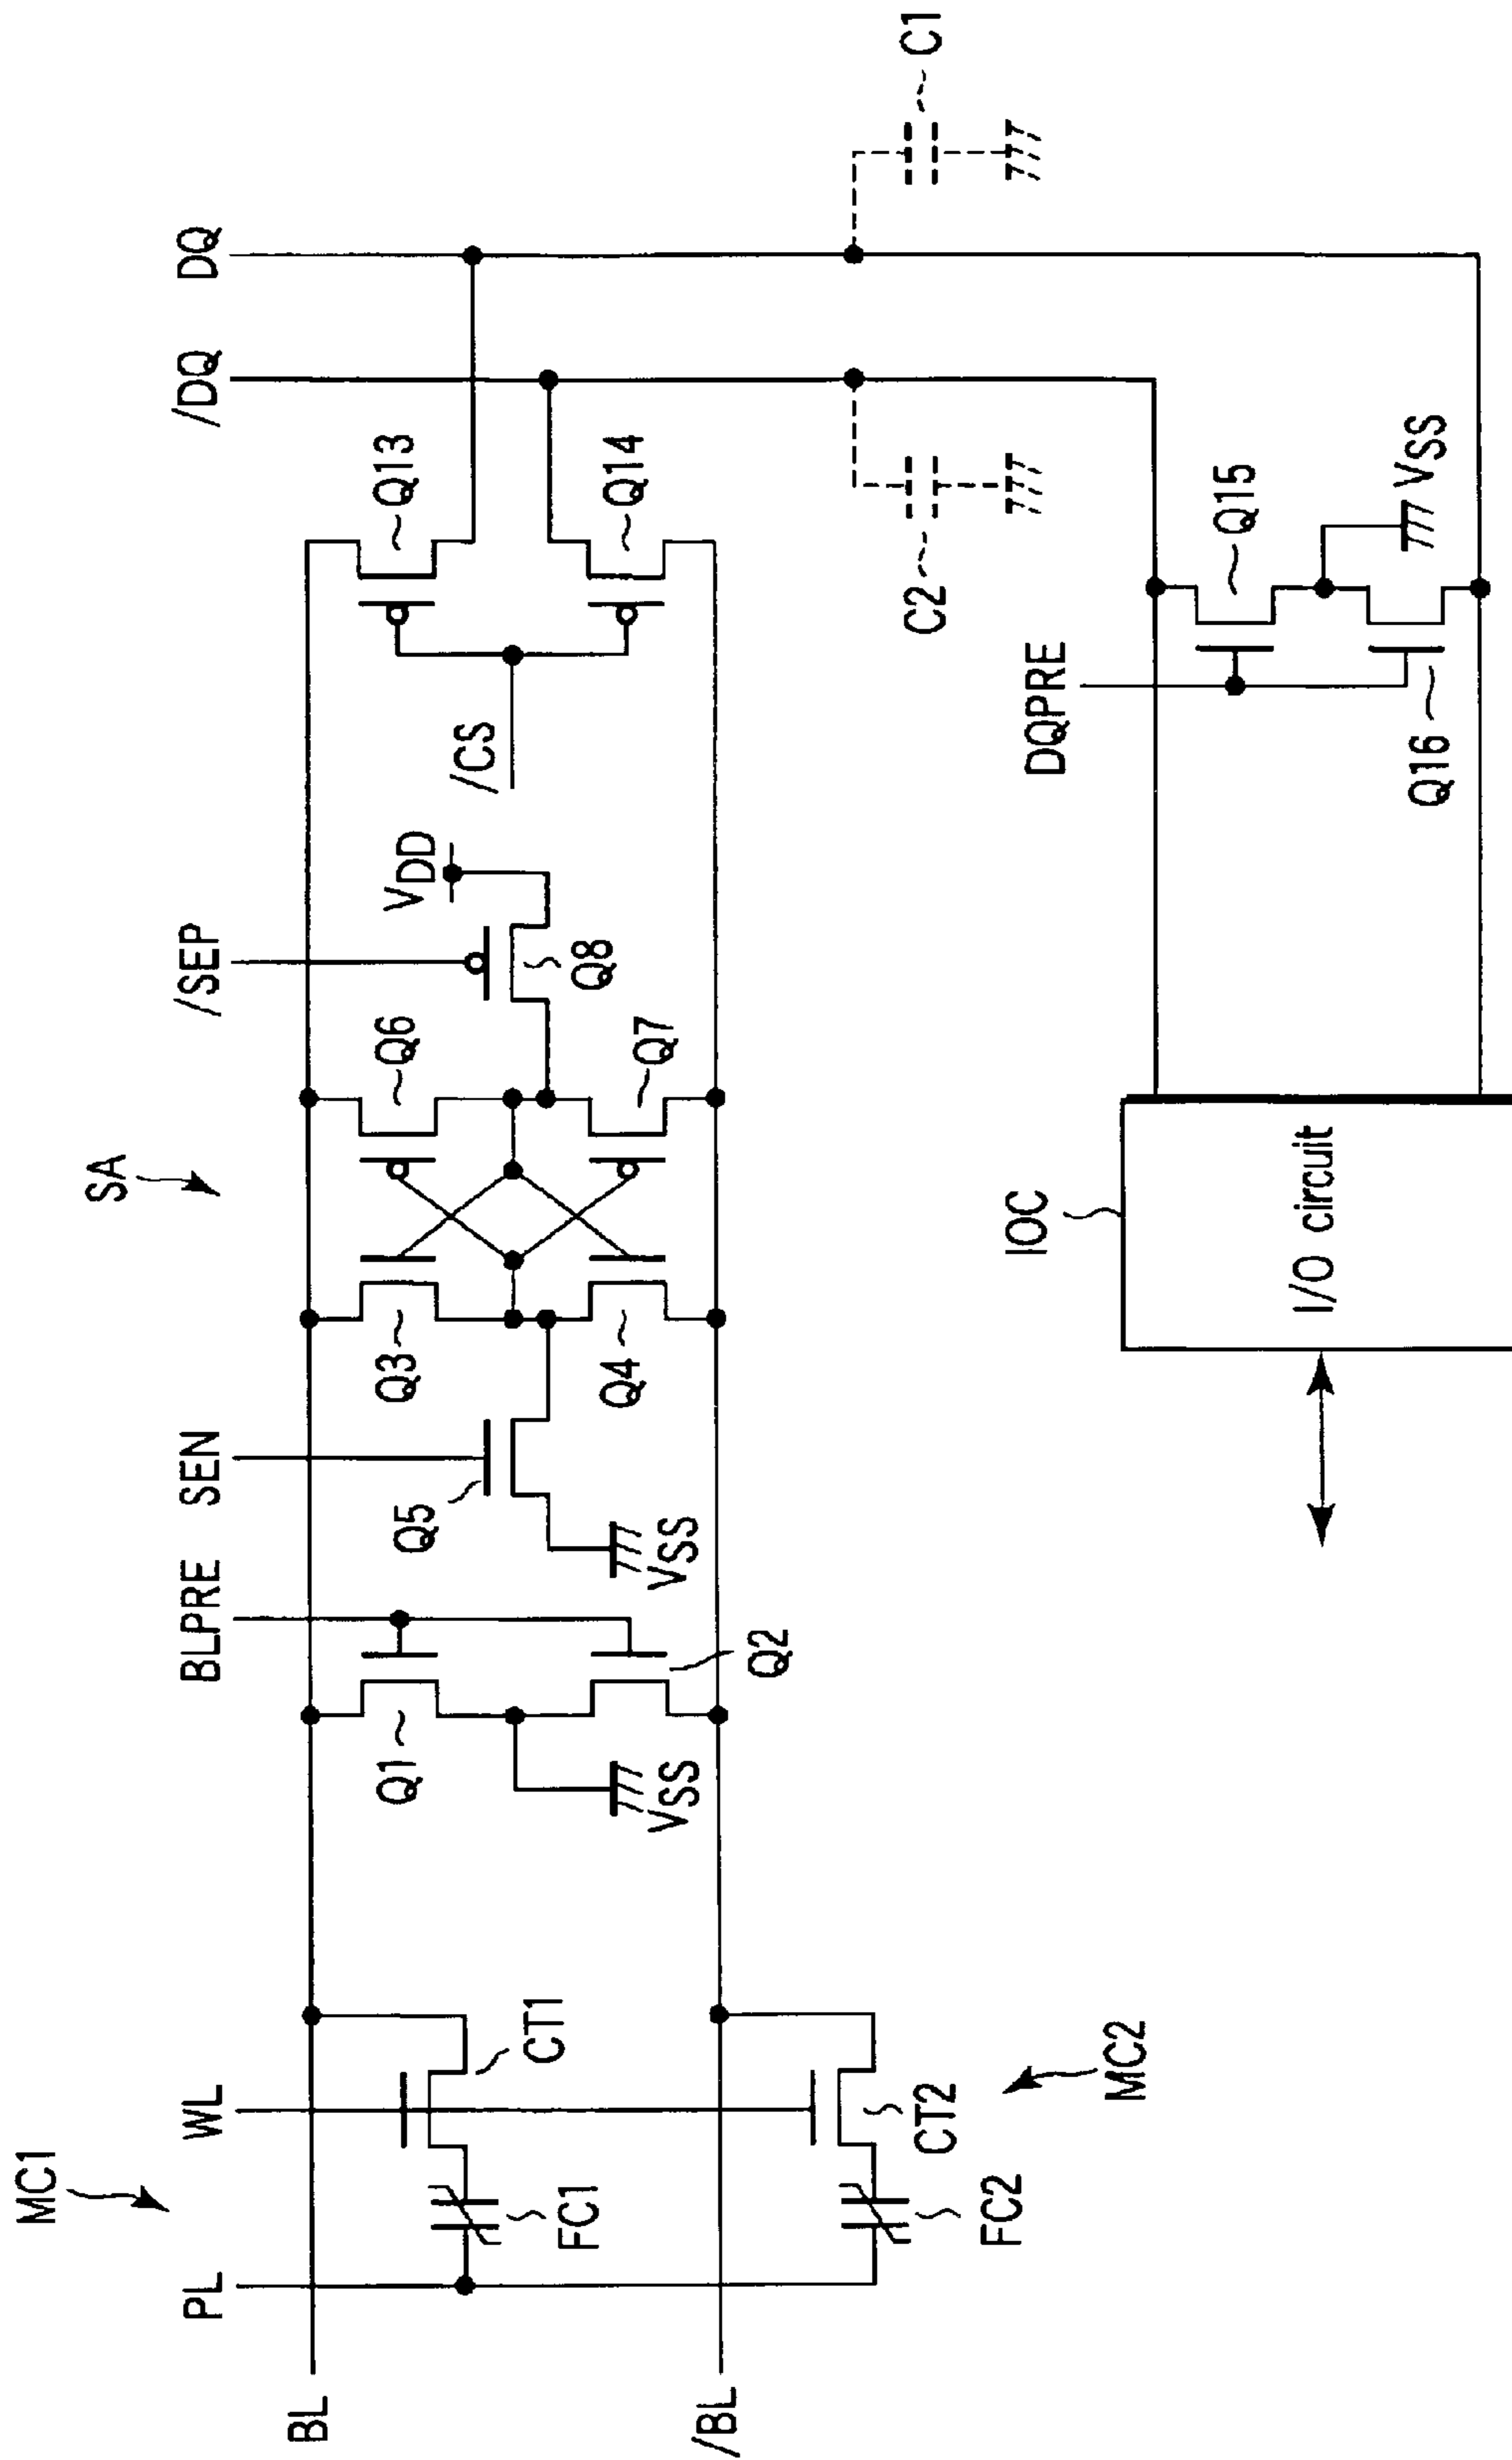 MC1
SA
PL
WL
BLPRE
SEN
/SEP
/DQ
DQ
BL
FC1
CT1
Q1
VSS
Q2
Q5
VSS
Q3
Q4
Q6
Q7
VDD
Q8
/CS
Q13
Q14
C1
/BL
FC2
CT2
MC2
C2
IOC
I/O circuit
DQPRE
Q15
Q16
VSS